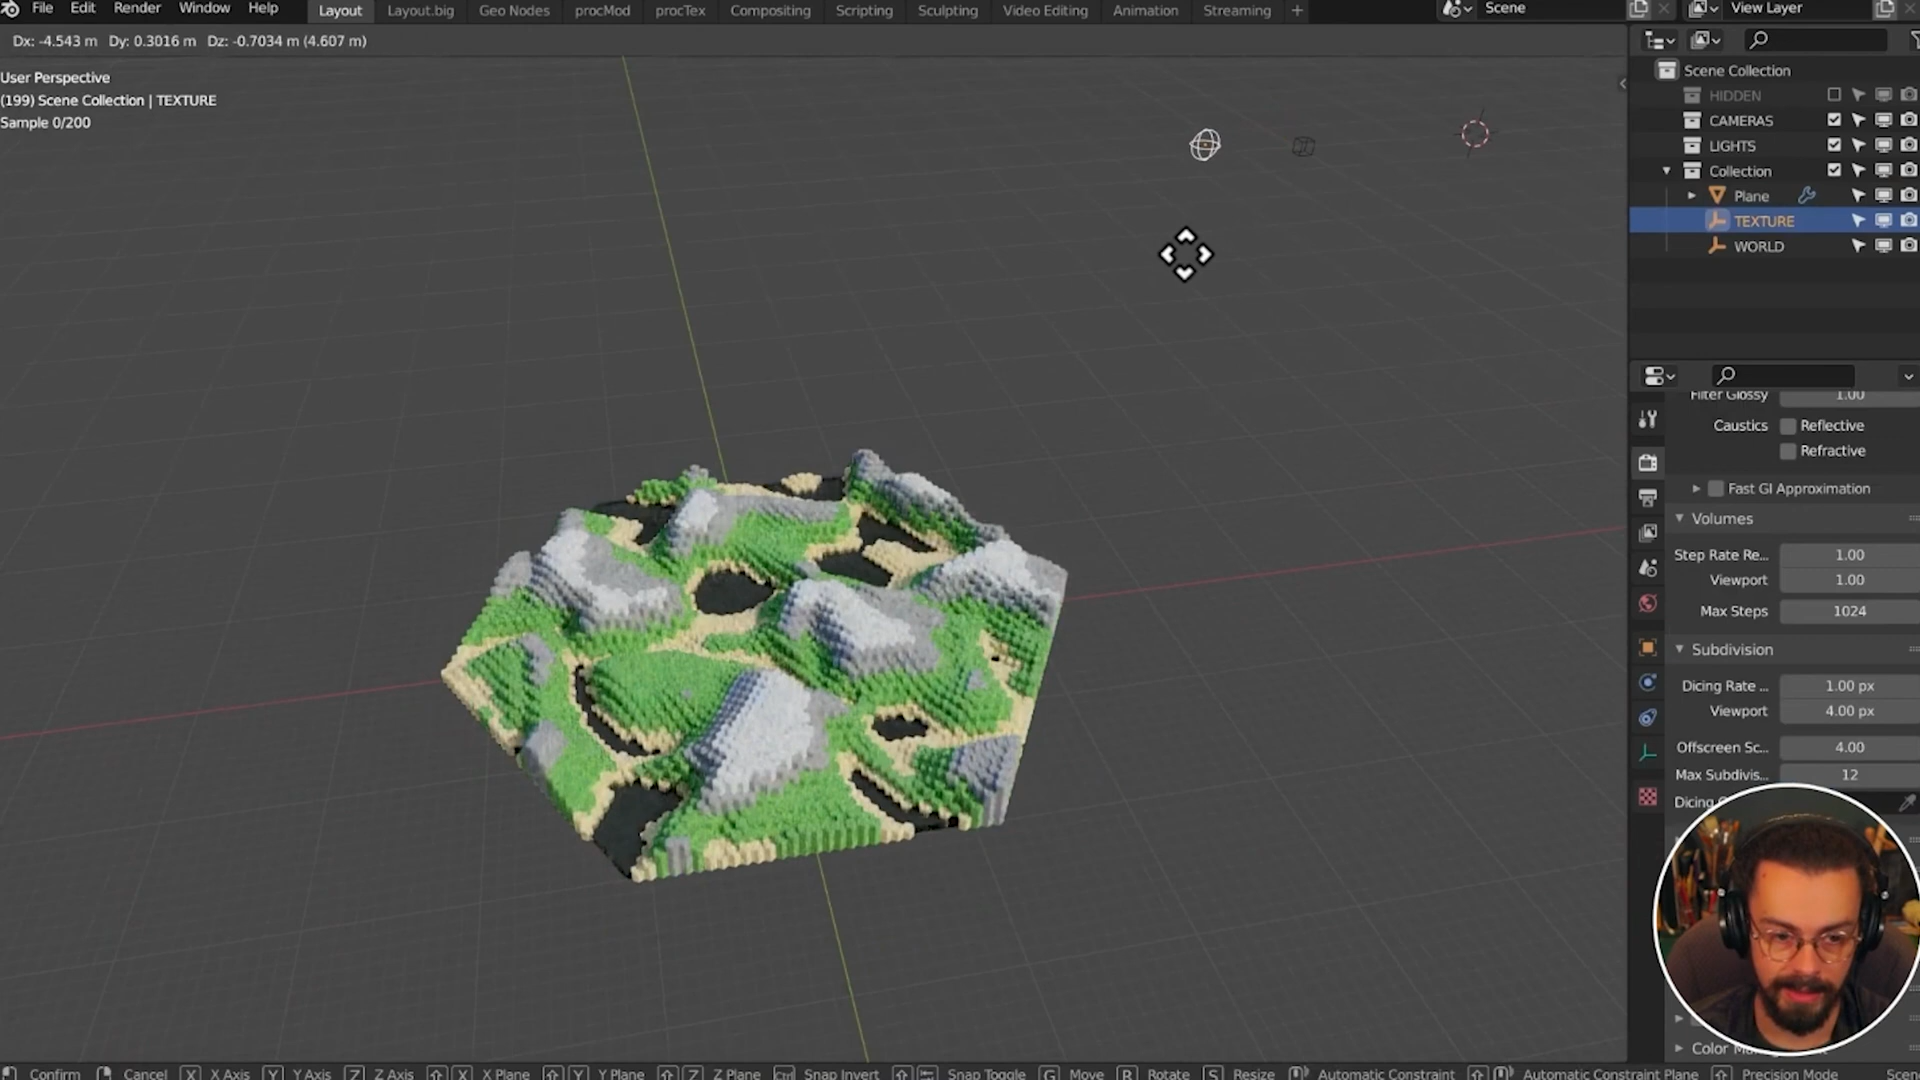 File Edit Render Window Help Layout Layout.big Geo Nodes procMod procTex Compositing Scripting Sculpting Video Editing Animation Streaming + Scene View Layer
Dx: -4.543 m Dy: 0.3016 m Dz: -0.7034 m (4.607 m)
User Perspective
(199) Scene Collection | TEXTURE
Sample 0/200
Scene Collection
HIDDEN
CAMERAS
LIGHTS
Collection
Plane
TEXTURE
WORLD
Filter Glossy 1.00
Caustics Reflective
Refractive
Fast GI Approximation
Volumes
Step Rate Re... 1.00
Viewport 1.00
Max Steps 1024
Subdivision
Dicing Rate ... 1.00 px
Viewport 4.00 px
Offscreen Sc... 4.00
Max Subdivis... 12
Dicing
Color
Confirm Cancel X X Axis Y Y Axis Z Z Axis X X Plane Y Y Plane Z Z Plane Ctrl Snap Invert Snap Toggle G Move R Rotate S Resize Automatic Constraint Automatic Constraint Plane Precision Mode Scen